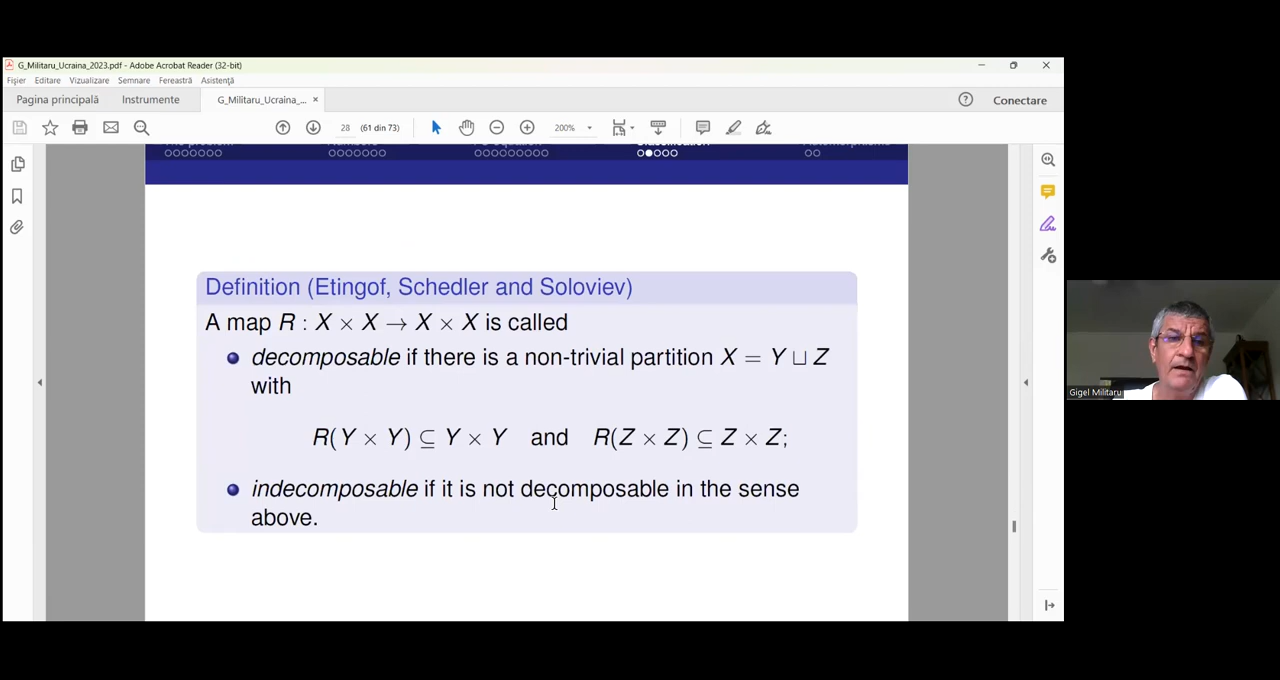 G_Militaru_Ucraina_2023.pdf - Adobe Acrobat Reader (32-bit)
Fișier Editare Vizualizare Semnare Fereastră Asistență
Pagina principală Instrumente G_Militaru_Ucraina_... ×
28 (61 din 73) 200% Conectare
Definition (Etingof, Schedler and Soloviev)
A map R : X × X → X × X is called
decomposable if there is a non-trivial partition X = Y ⊔ Z
with
R(Y × Y) ⊆ Y × Y and R(Z × Z) ⊆ Z × Z;
indecomposable if it is not decomposable in the sense
above.
Gigel Militaru